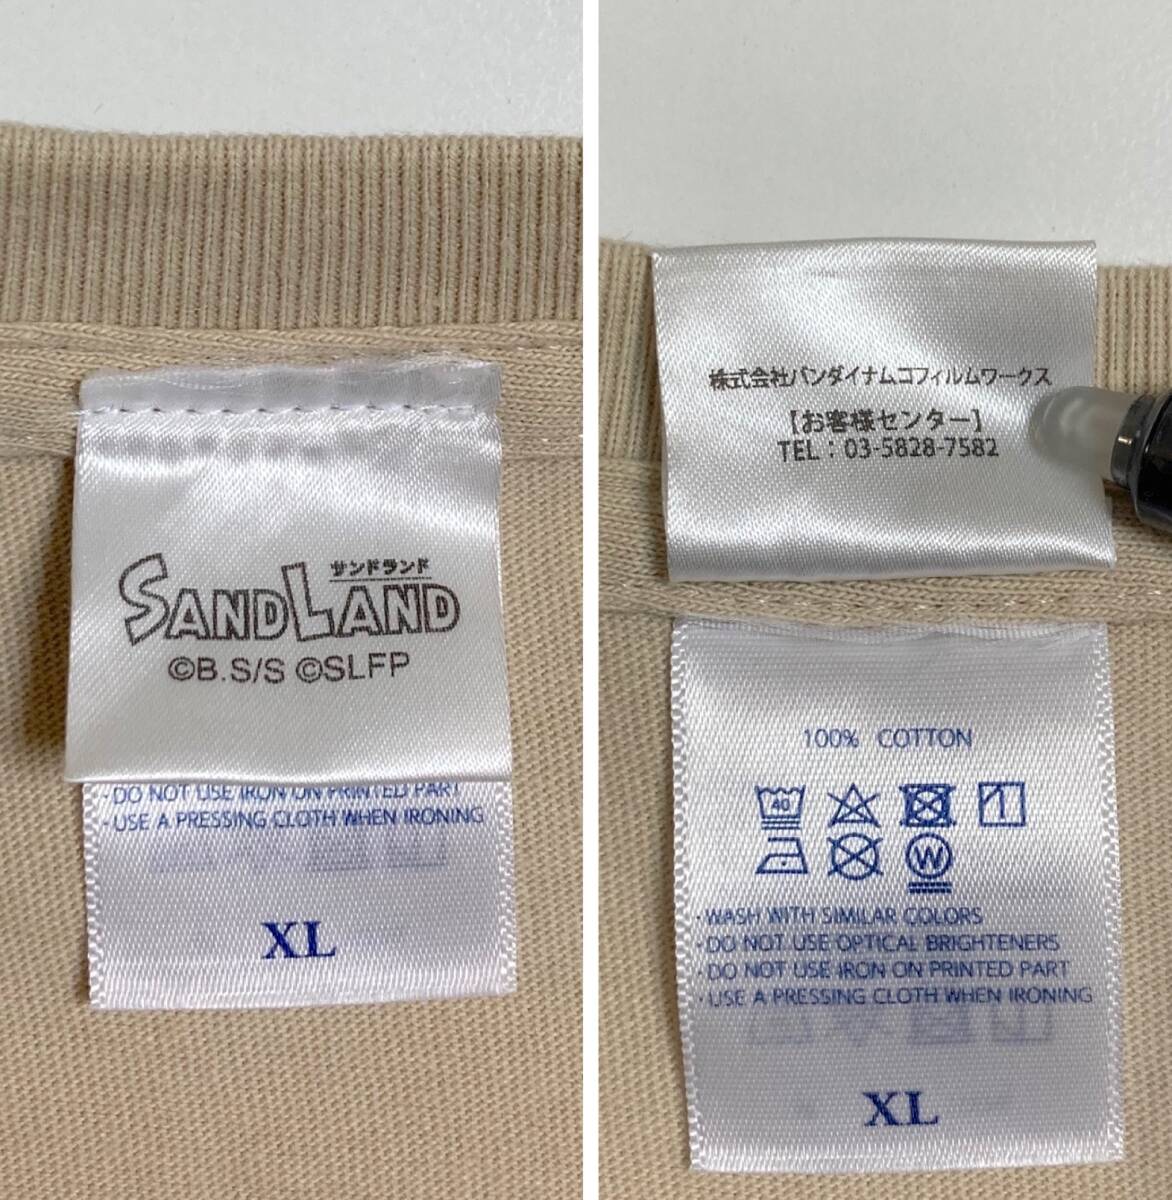 サンドランド
SANDLAND
©B.S/S ©SLFP
·DO NOT USE IRON ON PRINTED PART
·USE A PRESSING CLOTH WHEN IRONING
XL
株式会社バンダイナムコフィルムワークス
【お客様センター】
TEL：03-5828-7582
100% COTTON
40
1
W
·WASH WITH SIMILAR COLORS
·DO NOT USE OPTICAL BRIGHTENERS
·DO NOT USE IRON ON PRINTED PART
·USE A PRESSING CLOTH WHEN IRONING
XL